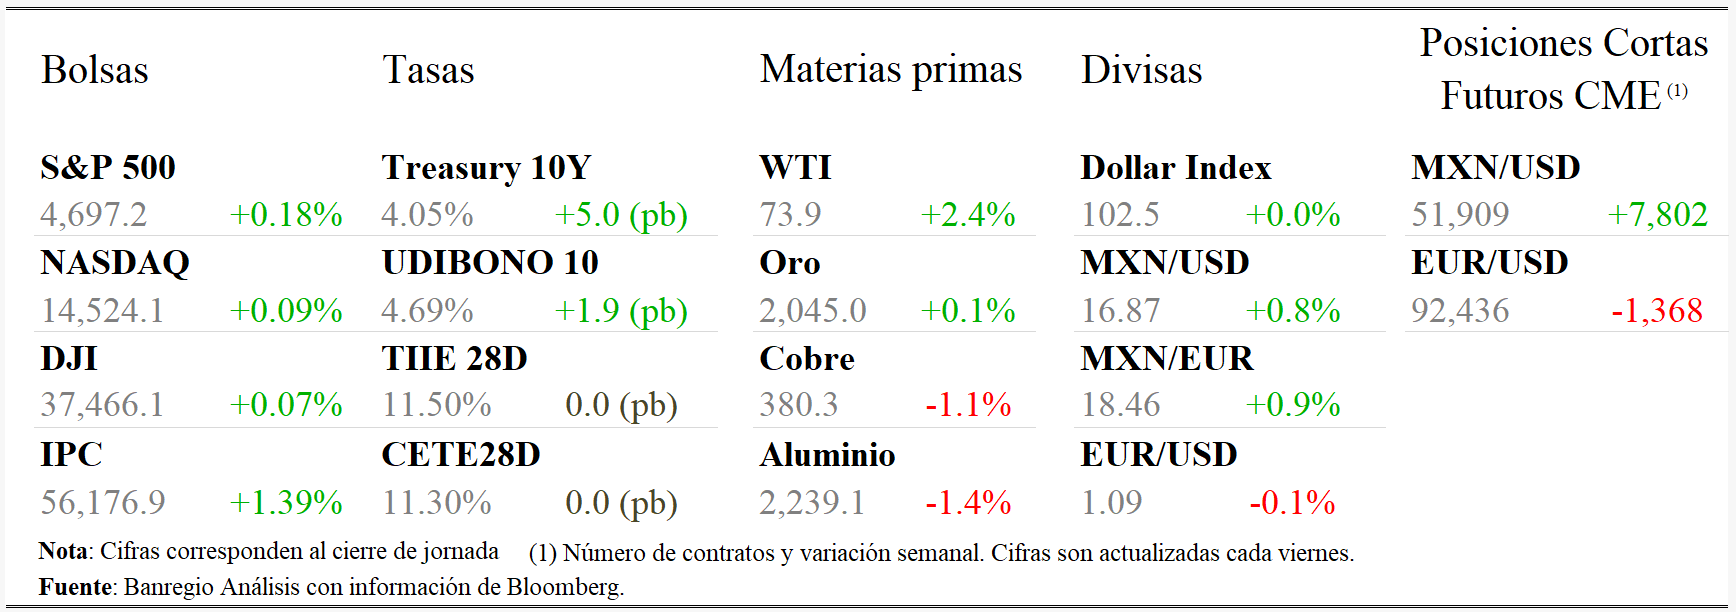 Bolsas Tasas Materias primas Divisas Posiciones Cortas
Futuros CME (1)
S&P 500 Treasury 10Y WTI Dollar Index MXN/USD
4,697.2 +0.18% 4.05% +5.0 (pb) 73.9 +2.4% 102.5 +0.0% 51,909 +7,802
NASDAQ UDIBONO 10 Oro MXN/USD EUR/USD
14,524.1 +0.09% 4.69% +1.9 (pb) 2,045.0 +0.1% 16.87 +0.8% 92,436 -1,368
DJI TIIE 28D Cobre MXN/EUR
37,466.1 +0.07% 11.50% 0.0 (pb) 380.3 -1.1% 18.46 +0.9%
IPC CETE28D Aluminio EUR/USD
56,176.9 +1.39% 11.30% 0.0 (pb) 2,239.1 -1.4% 1.09 -0.1%
Nota: Cifras corresponden al cierre de jornada (1) Número de contratos y variación semanal. Cifras son actualizadas cada viernes.
Fuente: Banregio Análisis con información de Bloomberg.